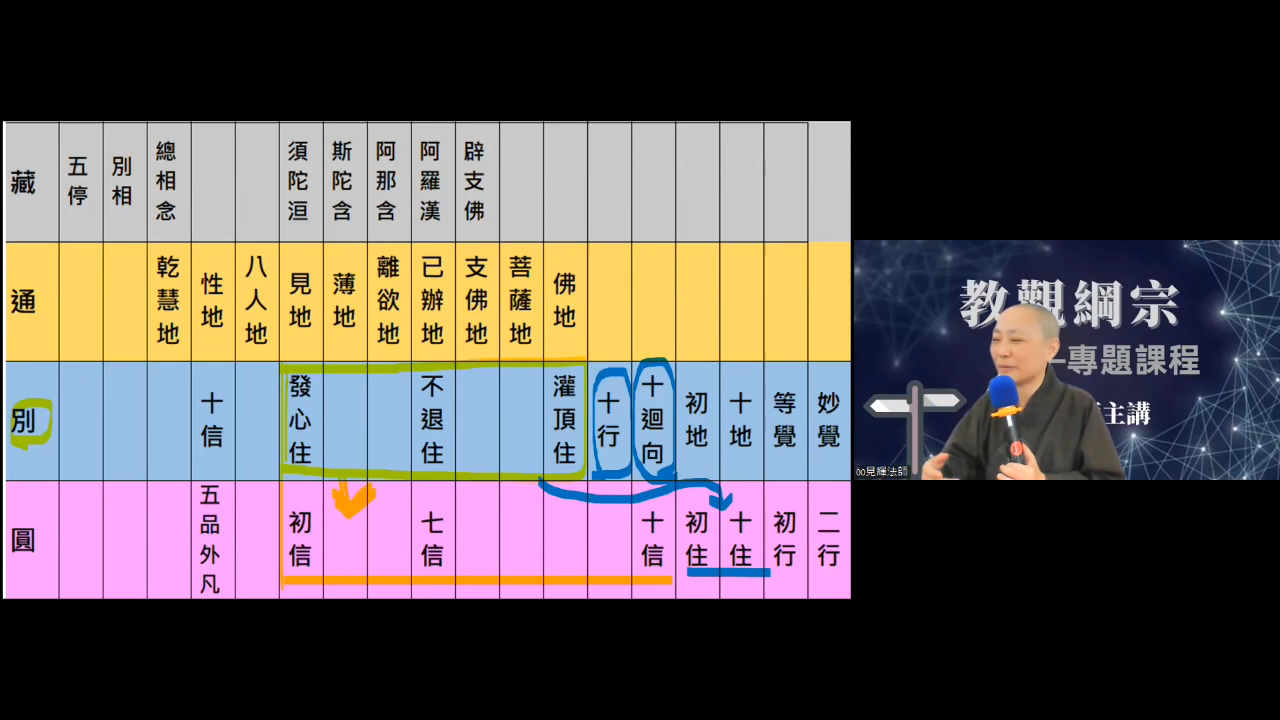 藏 五停 別相 總相念 須陀洹 斯陀含 阿那含 阿羅漢 辟支佛
通 乾慧地 性地 八人地 見地 薄地 離欲地 已辦地 支佛地 菩薩地 佛地
別 十信 發心住 不退住 灌頂住 十行 十迴向 初地 十地 等覺 妙覺
圓 五品外凡 初信 七信 十信 初住 十住 初行 二行
教觀綱宗
專題課程
主講
見輝法師